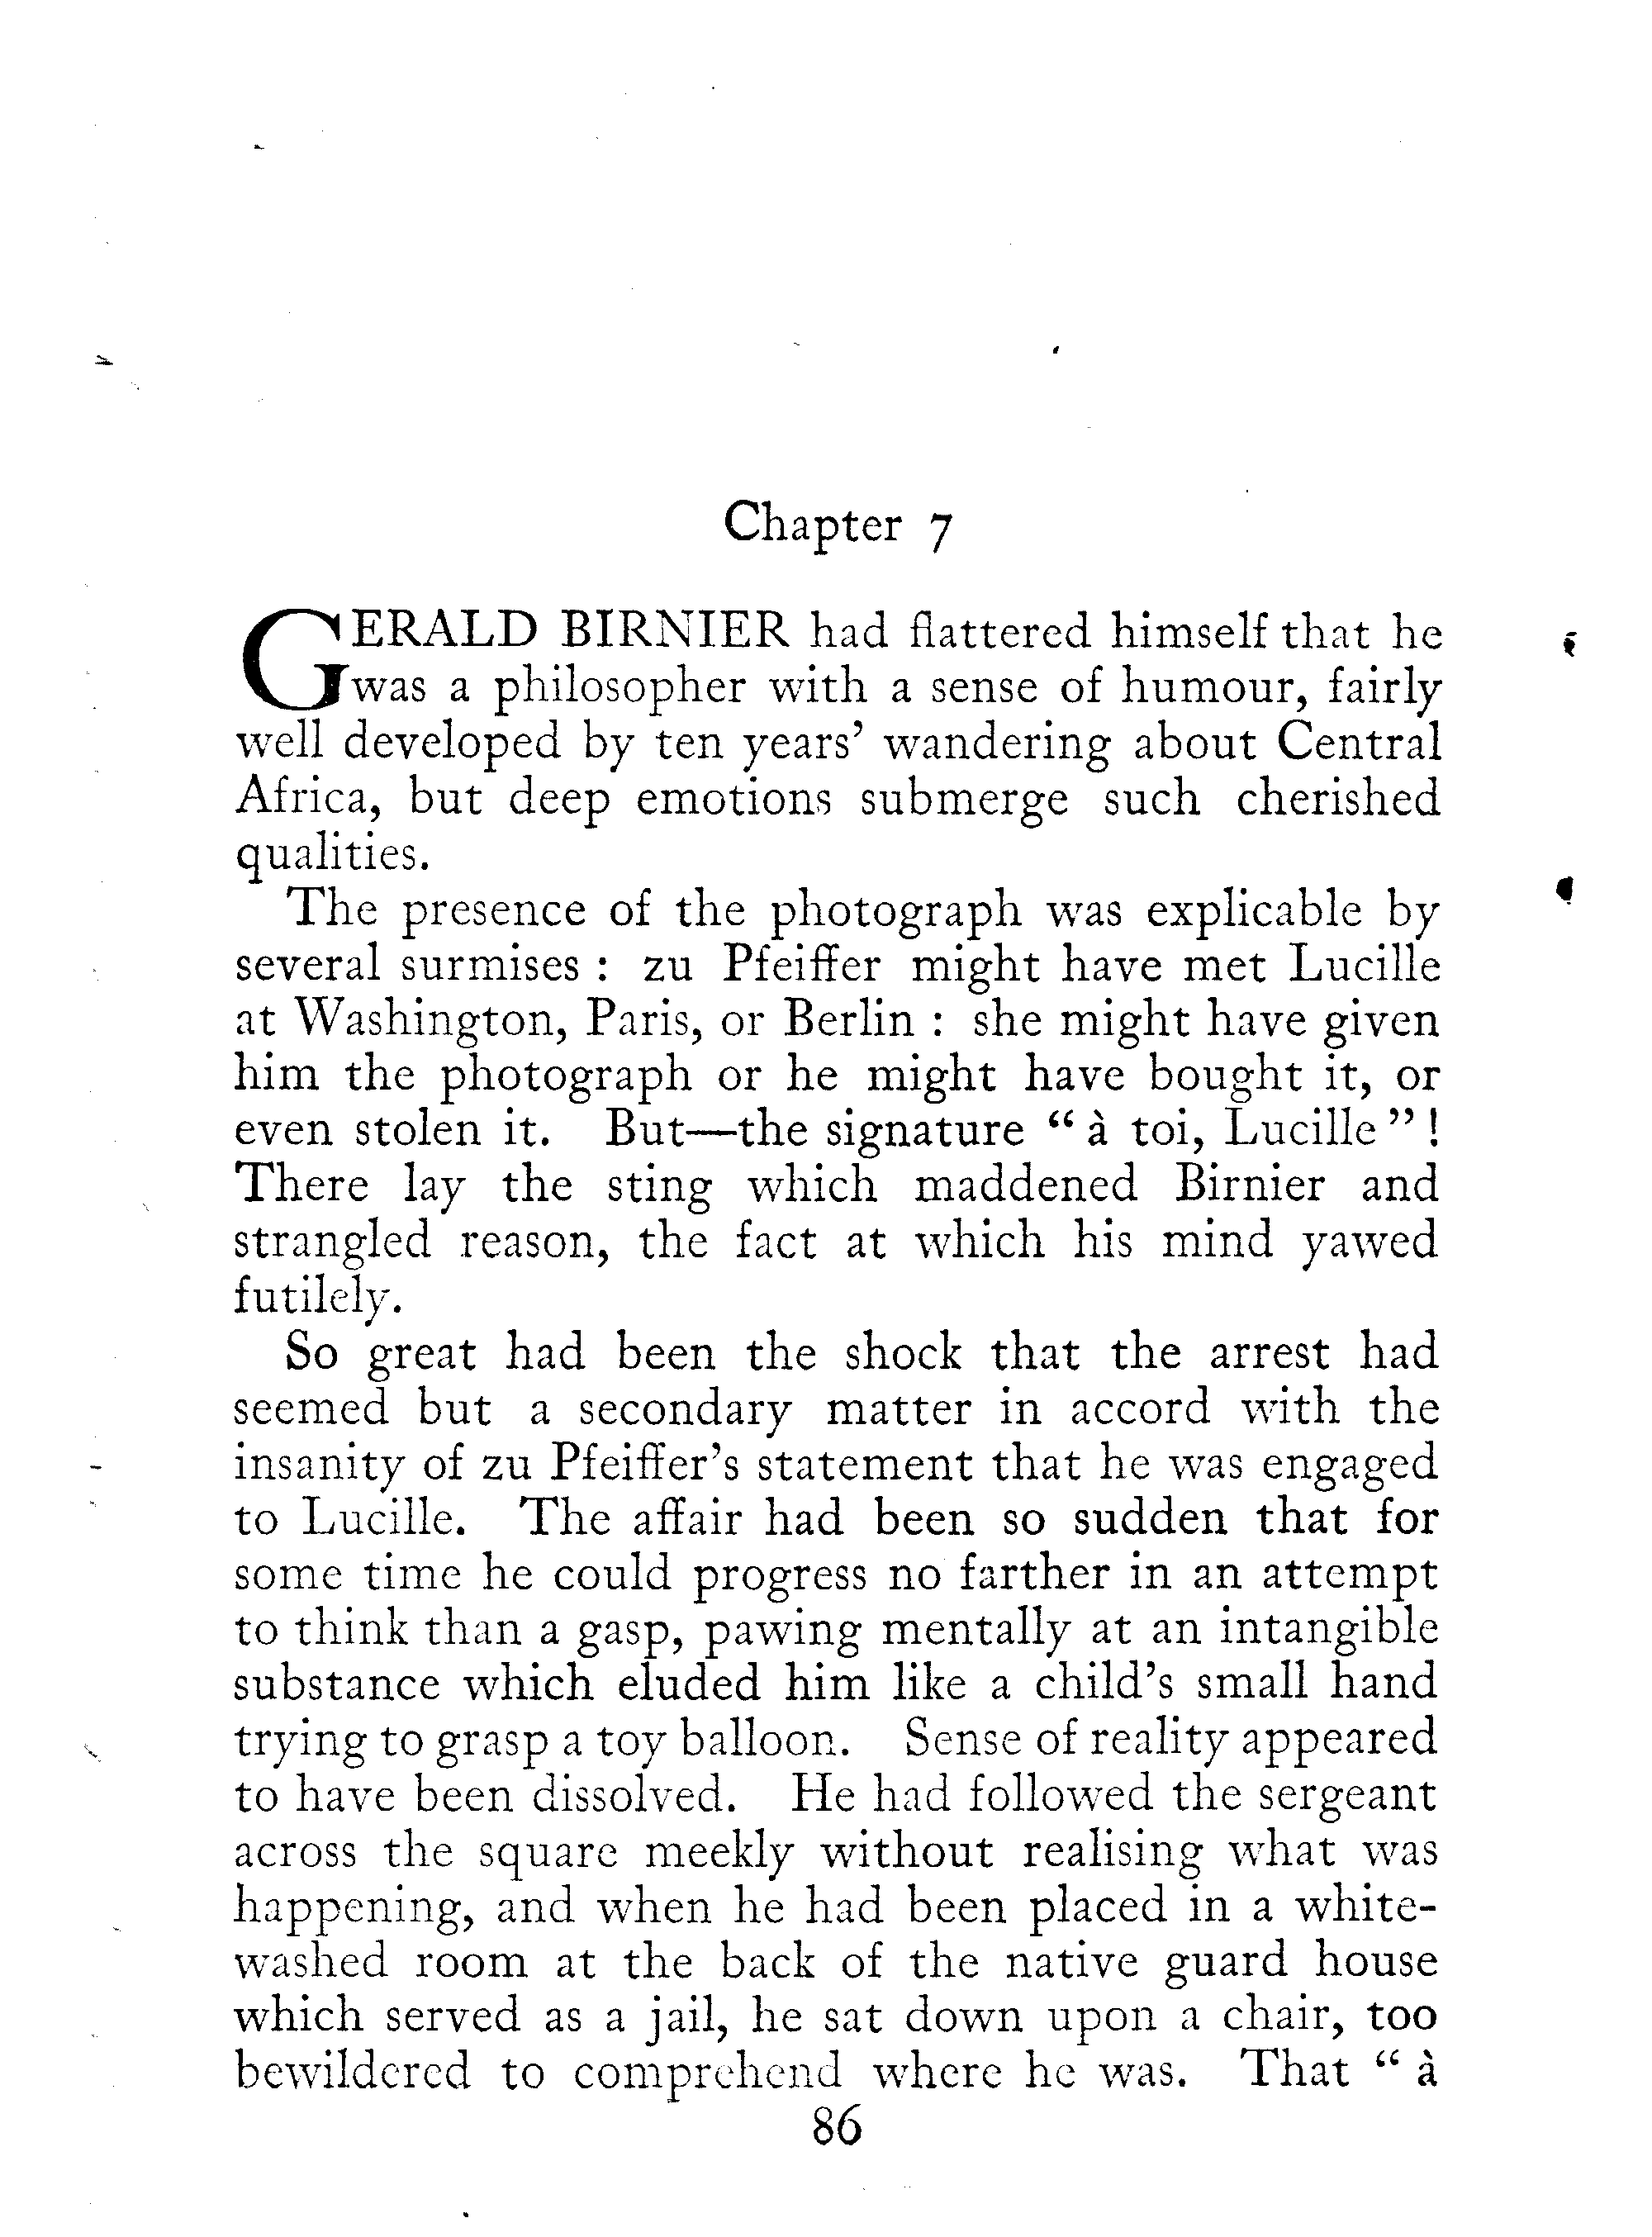 Chapter 7
GERALD BIRNIER had flattered himself that he
was a philosopher with a sense of humour, fairly
well developed by ten years’ wandering about Central
Africa, but deep emotions submerge such cherished
qualities.
The presence of the photograph was explicable by
several surmises : zu Pfeiffer might have met Lucille
at Washington, Paris, or Berlin : she might have given
him the photograph or he might have bought it, or
even stolen it. But—the signature “ à toi, Lucille ” !
There lay the sting which maddened Birnier and
strangled reason, the fact at which his mind yawed
futilely.
So great had been the shock that the arrest had
seemed but a secondary matter in accord with the
insanity of zu Pfeiffer’s statement that he was engaged
to Lucille. The affair had been so sudden that for
some time he could progress no farther in an attempt
to think than a gasp, pawing mentally at an intangible
substance which eluded him like a child’s small hand
trying to grasp a toy balloon. Sense of reality appeared
to have been dissolved. He had followed the sergeant
across the square meekly without realising what was
happening, and when he had been placed in a white-
washed room at the back of the native guard house
which served as a jail, he sat down upon a chair, too
bewildered to comprehend where he was. That “ à
86